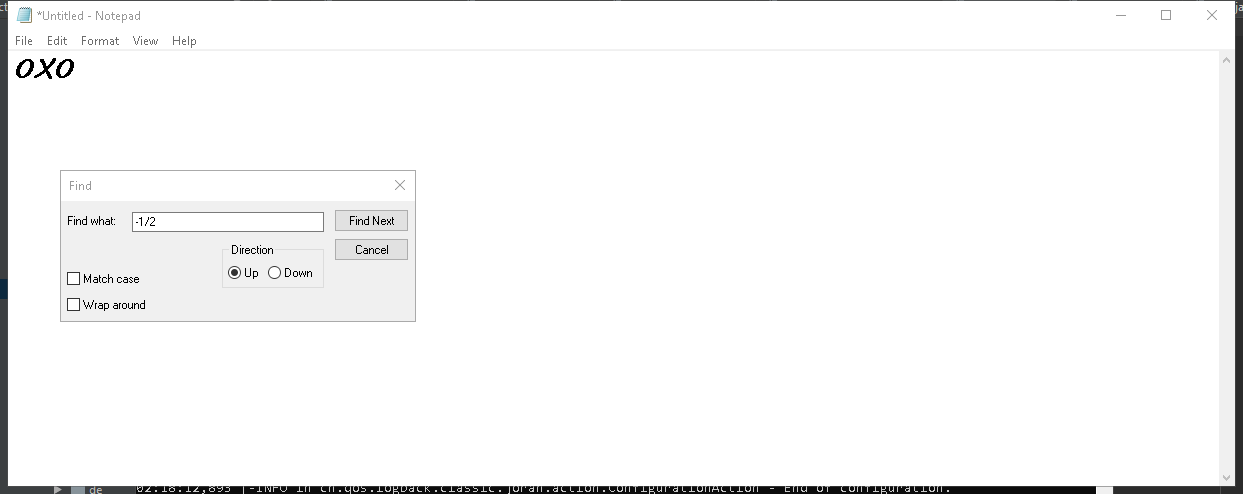 *Untitled - Notepad
File Edit Format View Help
OXO
Find
Find what: -1/2 Find Next
Direction Cancel
Up Down
Match case
Wrap around
de 02:18:12,893 |-INFO in ch.qos.logback.classic.joran.action.ConfigurationAction - End of configuration.